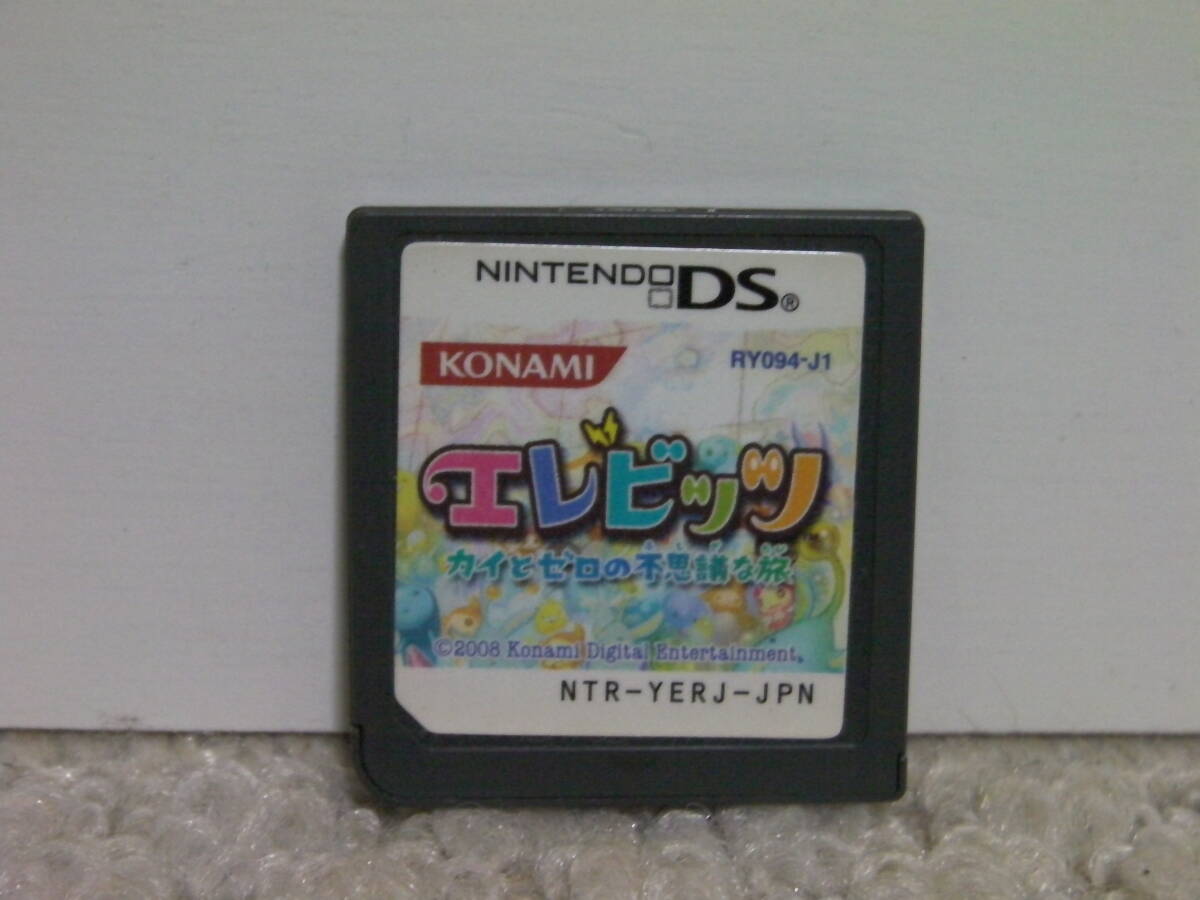 NINTENDO DS®
KONAMI
RY094-J1
エレビッツ
カイとゼロの不思議な旅
©2008 Konami Digital Entertainment.
NTR-YERJ-JPN